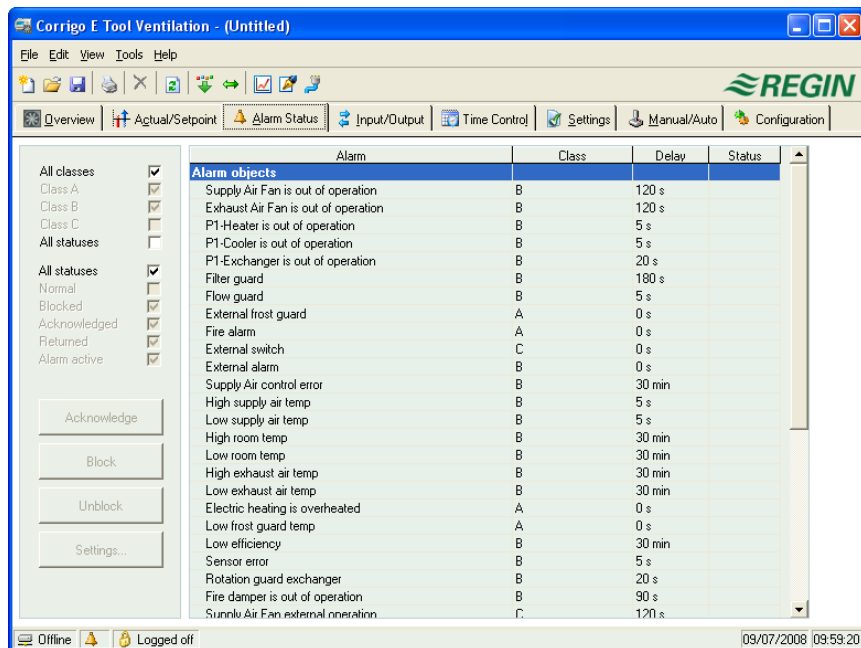 Corrigo E Tool Ventilation - (Untitled)
File Edit View Tools Help
REGIN
Overview Actual/Setpoint Alarm Status Input/Output Time Control Settings Manual/Auto Configuration
All classes
Class A
Class B
Class C
All statuses
All statuses
Normal
Blocked
Acknowledged
Returned
Alarm active
Acknowledge
Block
Unblock
Settings...
Alarm Class Delay Status
Alarm objects
Supply Air Fan is out of operation B 120 s
Exhaust Air Fan is out of operation B 120 s
P1-Heater is out of operation B 5 s
P1-Cooler is out of operation B 5 s
P1-Exchanger is out of operation B 20 s
Filter guard B 180 s
Flow guard B 5 s
External frost guard A 0 s
Fire alarm A 0 s
External switch C 0 s
External alarm B 0 s
Supply Air control error B 30 min
High supply air temp B 5 s
Low supply air temp B 5 s
High room temp B 30 min
Low room temp B 30 min
High exhaust air temp B 30 min
Low exhaust air temp B 30 min
Electric heating is overheated A 0 s
Low frost guard temp A 0 s
Low efficiency B 30 min
Sensor error B 5 s
Rotation guard exchanger B 20 s
Fire damper is out of operation B 90 s
Supply Air Fan external operation C 120 s
Offline Logged off 09/07/2008 09:59:20